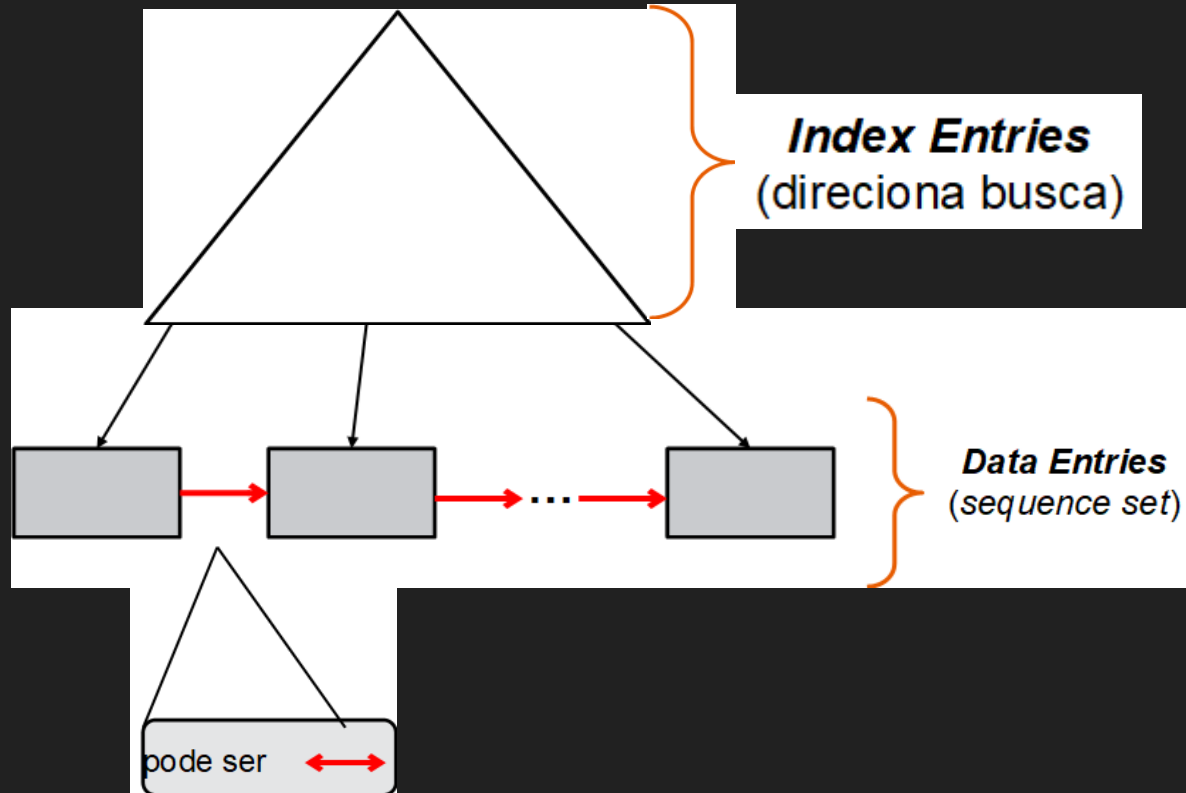 Index Entries
(direciona busca)
...
Data Entries
(sequence set)
pode ser